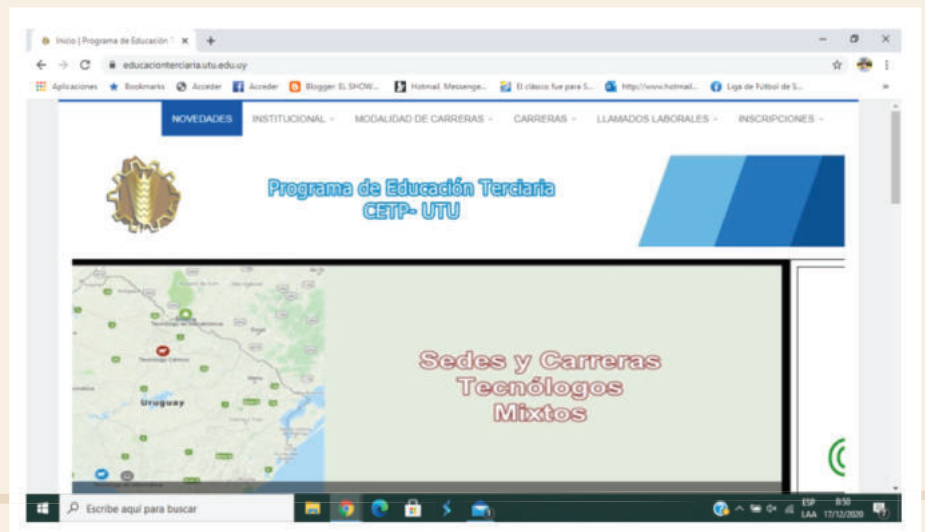 Inicio | Programa de Educación T
educacionterciaria.utu.edu.uy
Aplicaciones Bookmarks Acceder Acceder Blogger: EL SHOW... Hotmail, Messenge... El clásico fue para S... http://www.hotmail... Liga de Fútbol de S...
NOVEDADES INSTITUCIONAL MODALIDAD DE CARRERAS CARRERAS LLAMADOS LABORALES INSCRIPCIONES
Programa de Educación Terciaria
CETP- UTU
Uruguay
Sedes y Carreras
Tecnólogos
Mixtos
Escribe aquí para buscar
ESP 8:50
LAA 17/12/2020